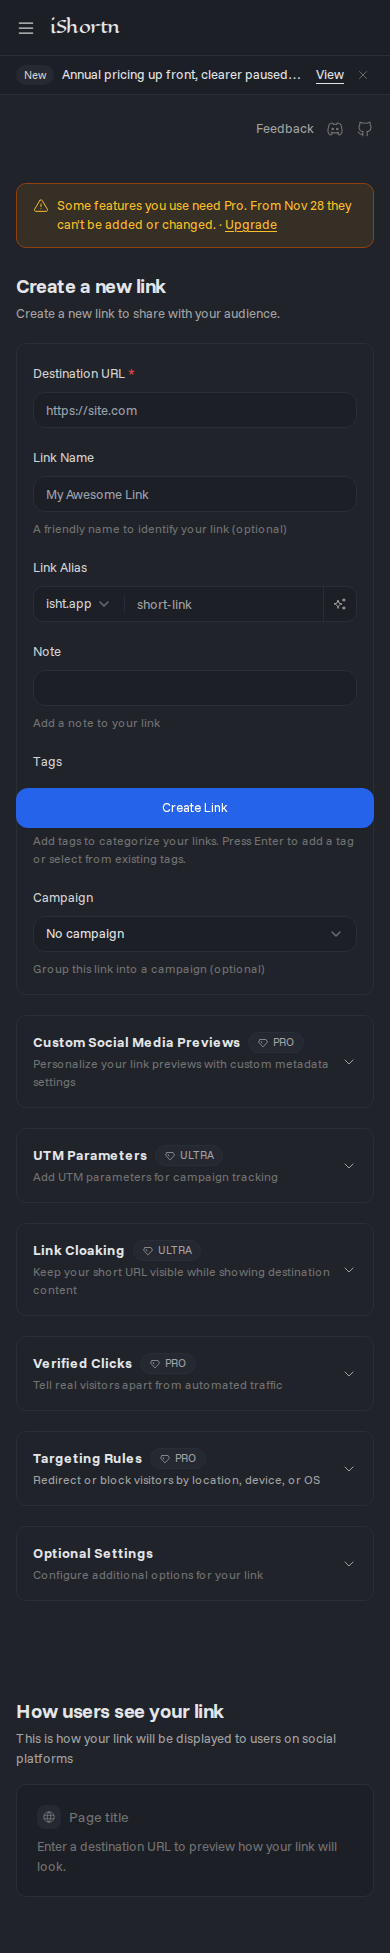 iShortn
New Annual pricing up front, clearer paused... View
Feedback
Some features you use need Pro. From Nov 28 they
can't be added or changed. · Upgrade
Create a new link
Create a new link to share with your audience.
Destination URL *
https://site.com
Link Name
My Awesome Link
A friendly name to identify your link (optional)
Link Alias
isht.app short-link
Note
Add a note to your link
Tags
Create Link
Add tags to categorize your links. Press Enter to add a tag
or select from existing tags.
Campaign
No campaign
Group this link into a campaign (optional)
Custom Social Media Previews PRO
Personalize your link previews with custom metadata
settings
UTM Parameters ULTRA
Add UTM parameters for campaign tracking
Link Cloaking ULTRA
Keep your short URL visible while showing destination
content
Verified Clicks PRO
Tell real visitors apart from automated traffic
Targeting Rules PRO
Redirect or block visitors by location, device, or OS
Optional Settings
Configure additional options for your link
How users see your link
This is how your link will be displayed to users on social
platforms
Page title
Enter a destination URL to preview how your link will
look.